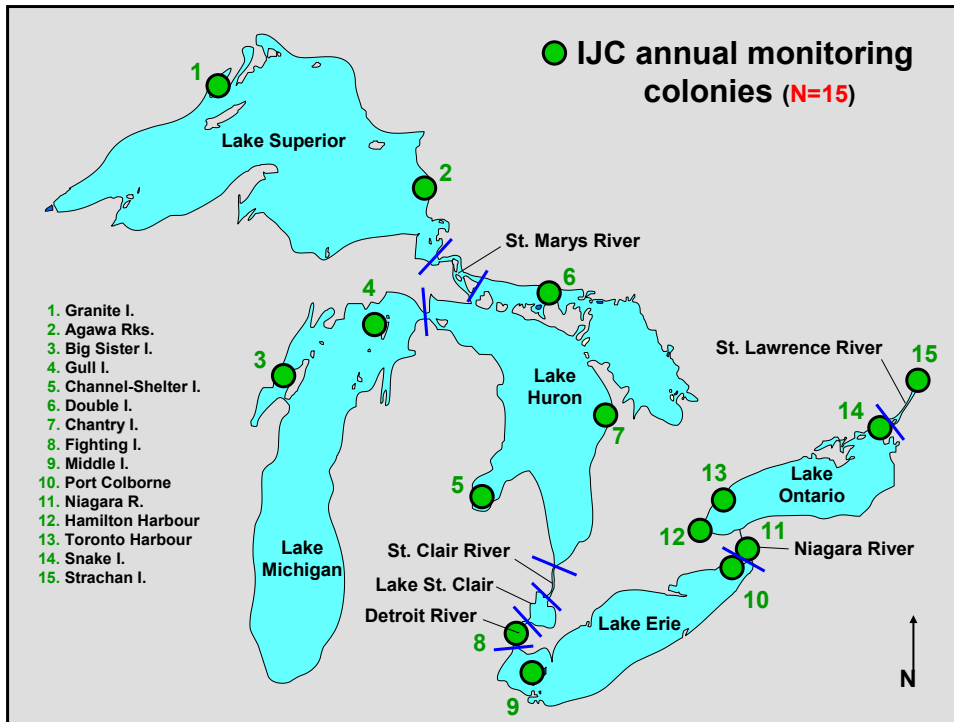 IJC annual monitoring
colonies (N=15)
1
Lake Superior
2
St. Marys River
6
4
1. Granite I.
2. Agawa Rks.
3. Big Sister I.
4. Gull I.
5. Channel-Shelter I.
6. Double I.
7. Chantry I.
8. Fighting I.
9. Middle I.
10. Port Colborne
11. Niagara R.
12. Hamilton Harbour
13. Toronto Harbour
14. Snake I.
15. Strachan I.
3
Lake
Huron
7
5
St. Lawrence River
15
14
13
Lake
Ontario
12
11
Niagara River
10
Lake
Michigan
St. Clair River
Lake St. Clair
Detroit River
8
Lake Erie
9
N